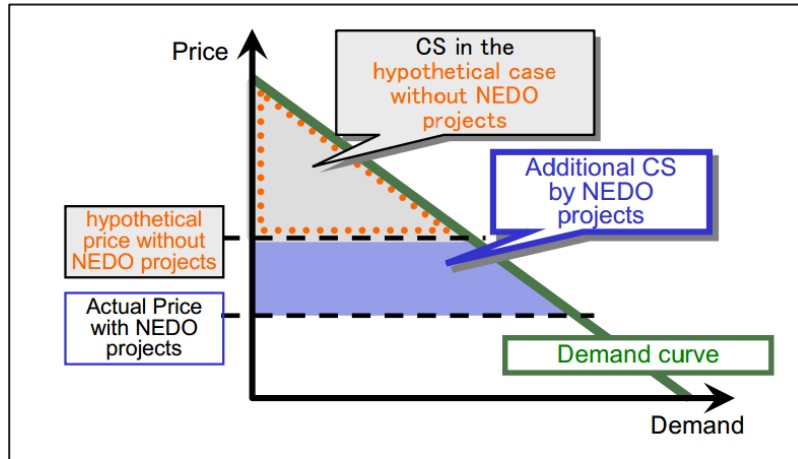 Price
CS in the
hypothetical case
without NEDO
projects
Additional CS
by NEDO
projects
hypothetical
price without
NEDO projects
Actual Price
with NEDO
projects
Demand curve
Demand